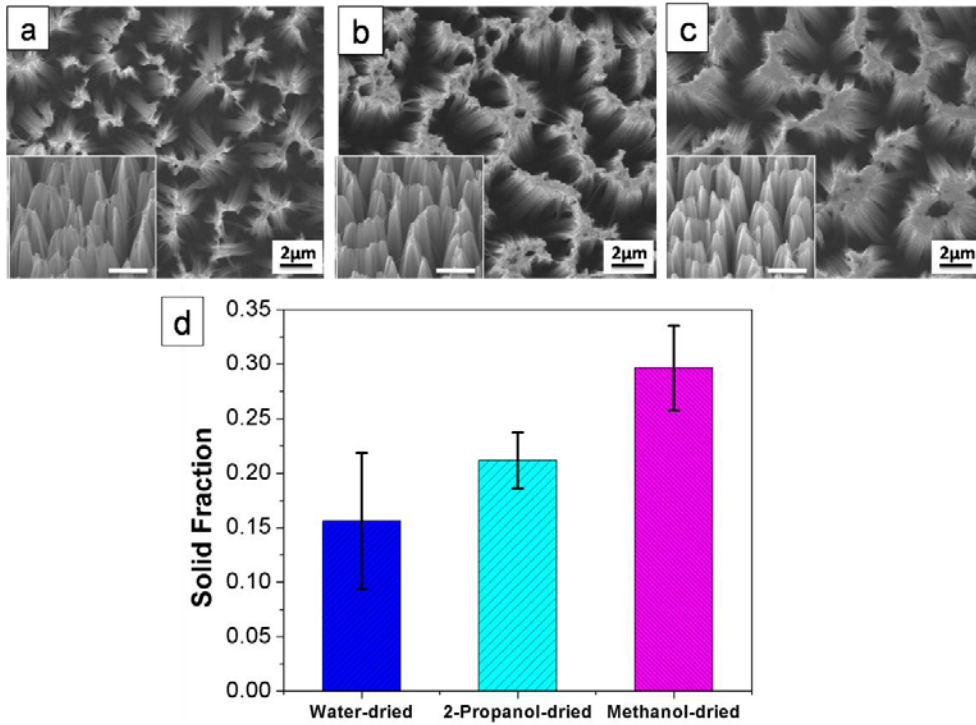 a
b
c
2μm
2μm
2μm
d
0.35
0.30
0.25
0.20
0.15
0.10
0.05
0.00
Solid Fraction
Water-dried 2-Propanol-dried Methanol-dried